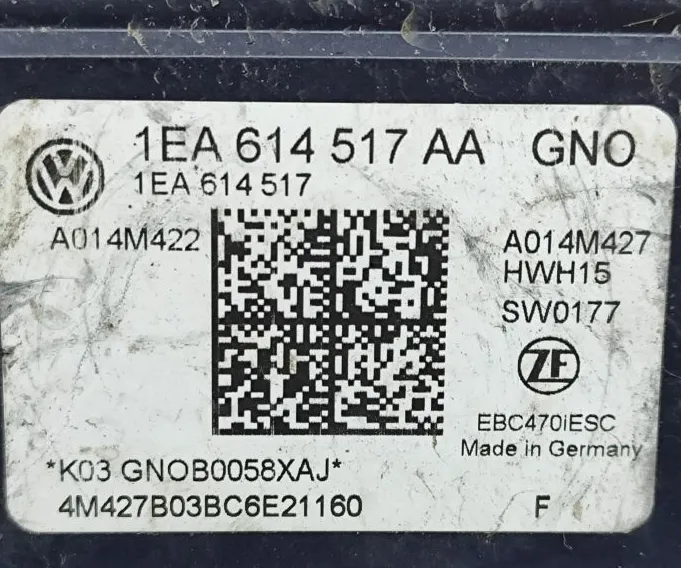 1EA 614 517 AA GNO
1EA 614 517
A014M422
A014M427
HWH15
SW0177
ZF
EBC470iESC
Made in Germany
*K03 GNOB0058XAJ*
4M427B03BC6E21160 F